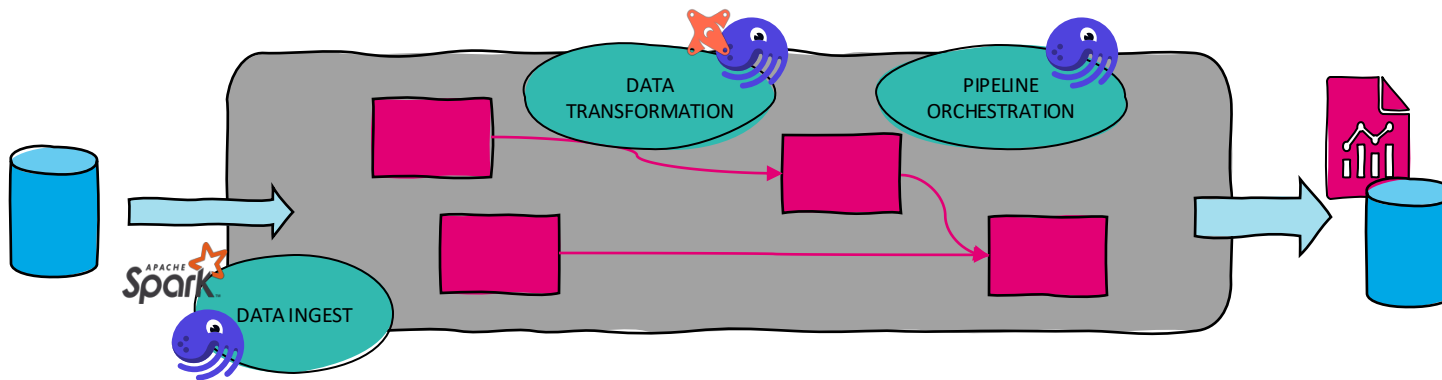 DATA
TRANSFORMATION
PIPELINE
ORCHESTRATION
APACHE
Spark
DATA INGEST